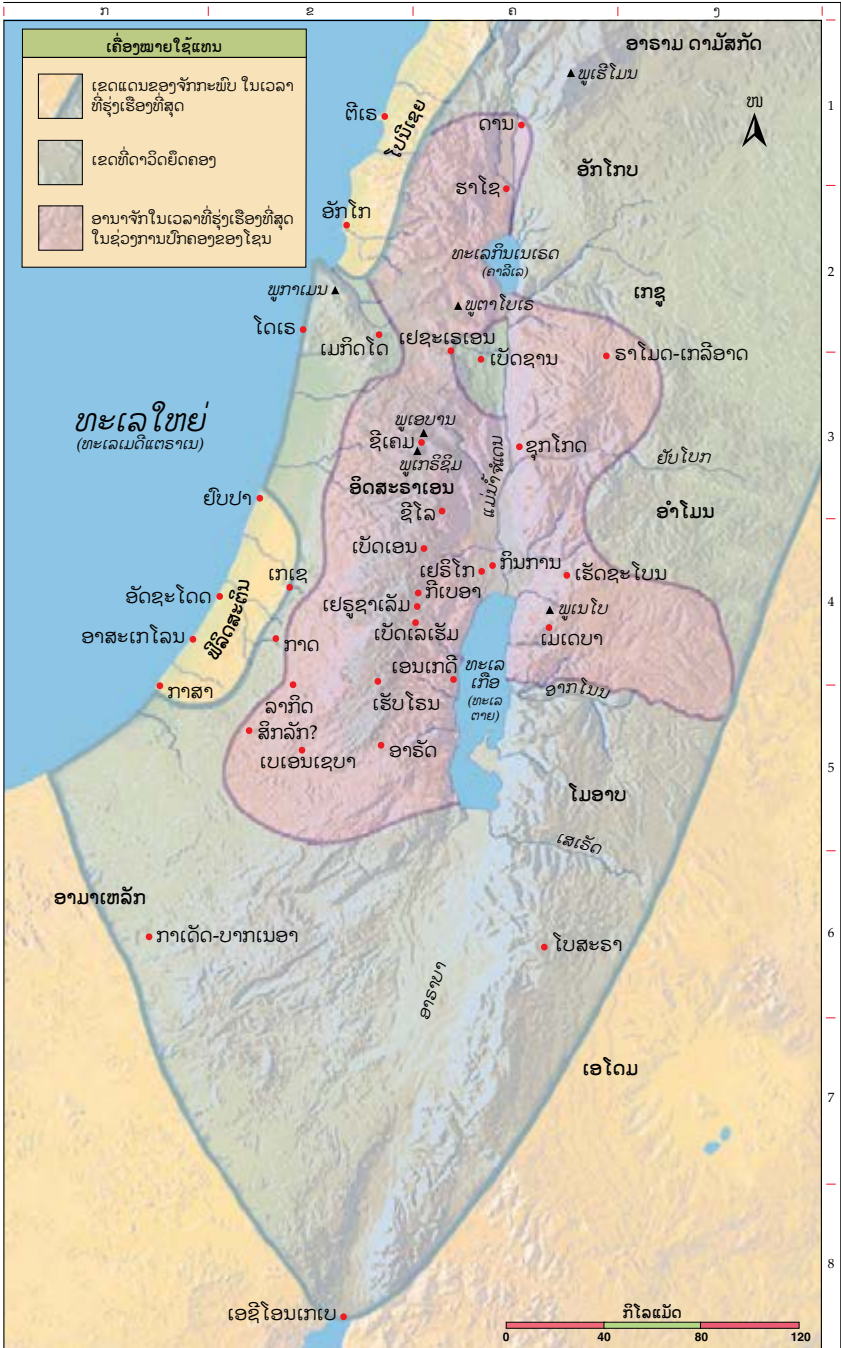 ກ ຂ ຄ ງ
ເຄື່ອງໝາຍໃຊ້ແທນ
ເຂດແດນຂອງຈັກກະພົບ ໃນເວລາ
ທີ່ຮຸ່ງເຮືອງທີ່ສຸດ
ເຂດທີ່ດາວິດຍຶດຄອງ
ອານາຈັກໃນເວລາທີ່ຮຸ່ງເຮືອງທີ່ສຸດ
ໃນຊ່ວງການປົກຄອງຂອງໂຊນ
ອາຣາມ ດາມັສກັດ
ພູເຮີໂມນ
1
ໜ
ຕີເຣ
ໂປນີເຊຍ
ດານ
ອັກໂກບ
ຮາໂຊ
ອັກໂກ
ທະເລກິນເນເຣດ
(ຄາລີເລ)
2
ພູກາເມນ
ເກຊູ
ພູຕາໂບເຣ
ໂດເຣ
ເມກິດໂດ
ເຢຊະເຣເອນ
ເບັດຊານ
ຣາໂມດ-ເກລີອາດ
ທະເລໃຫຍ່
(ທະເລເມດີແຕຣາເນ)
ພູເອບານ
ຊີເຄມ
ພູເກຣິຊິມ
ຊຸກໂກດ
3
ແມ່ນ້ຳຈໍແດນ
ຢັບໂບກ
ອິດສະຣາເອນ
ຢົບປາ
ຊີໂລ
ອຳໂມນ
ເບັດເອນ
ເຢຣິໂກ
ກິນການ
ເກເຊ
ເຮັດຊະໂບນ
ກີເບອາ
ອັດຊະໂດດ
ເຢຣູຊາເລັມ
ພູເນໂບ
4
ຟີລິດສະຕິນ
ເບັດເລເຮັມ
ເມເດບາ
ອາສະເກໂລນ
ກາດ
ເອນເກດີ
ທະເລ
ເກືອ
(ທະເລ
ຕາຍ)
ກາສາ
ລາກິດ
ເຮັບໂຣນ
ອາກໂນນ
ສິກລັກ?
ເບເອນເຊບາ
ອາຣັດ
5
ໂມອາບ
ເສເຣັດ
ອາມາເຫລັກ
ກາເດັດ-ບາກເນອາ
ໂບສະຣາ
6
ອາຣາບາ
ເອໂດມ
7
8
ເອຊີໂອນເກເບ
ກິໂລແມັດ
0 40 80 120